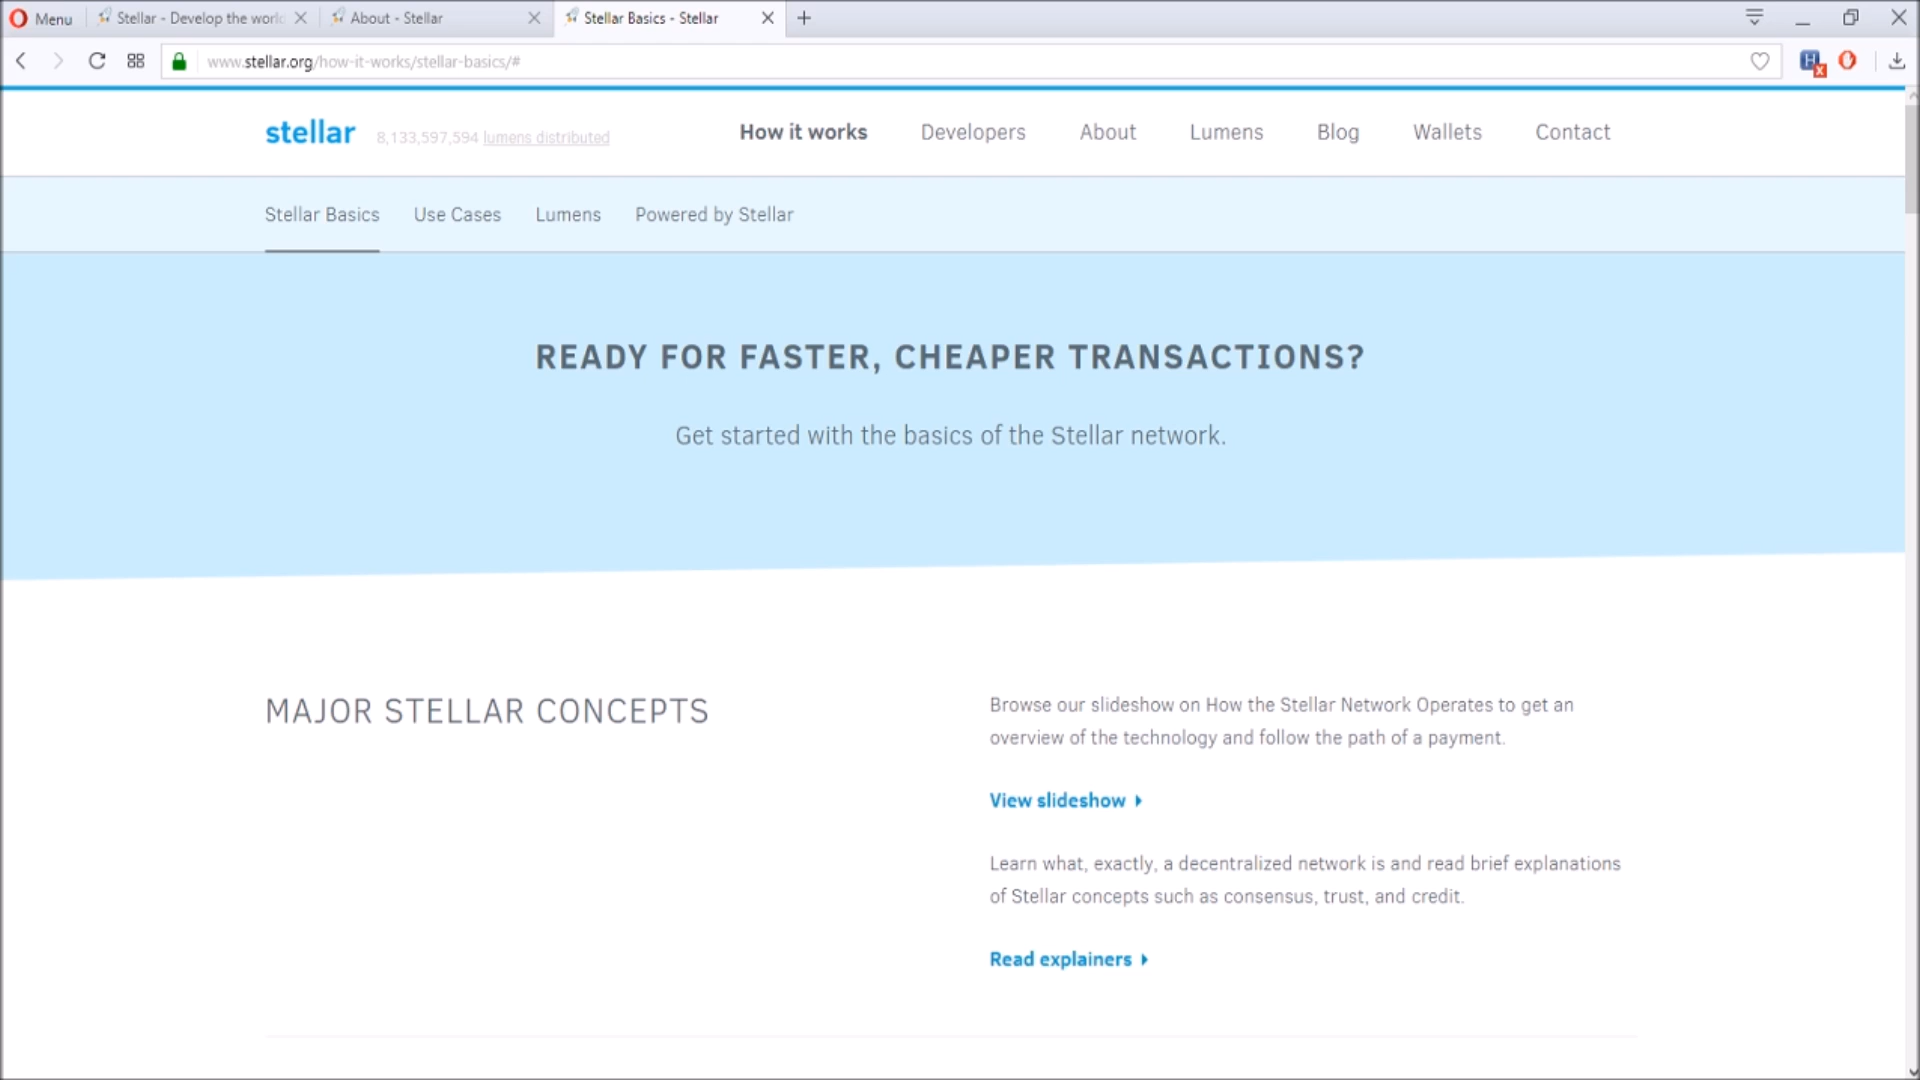 Menu
Stellar - Develop the world
About - Stellar
Stellar Basics - Stellar
www.stellar.org/how-it-works/stellar-basics/#
stellar 8,133,597,594 lumens distributed
How it works Developers About Lumens Blog Wallets Contact
Stellar Basics Use Cases Lumens Powered by Stellar
READY FOR FASTER, CHEAPER TRANSACTIONS?
Get started with the basics of the Stellar network.
MAJOR STELLAR CONCEPTS
Browse our slideshow on How the Stellar Network Operates to get an
overview of the technology and follow the path of a payment.
View slideshow
Learn what, exactly, a decentralized network is and read brief explanations
of Stellar concepts such as consensus, trust, and credit.
Read explainers